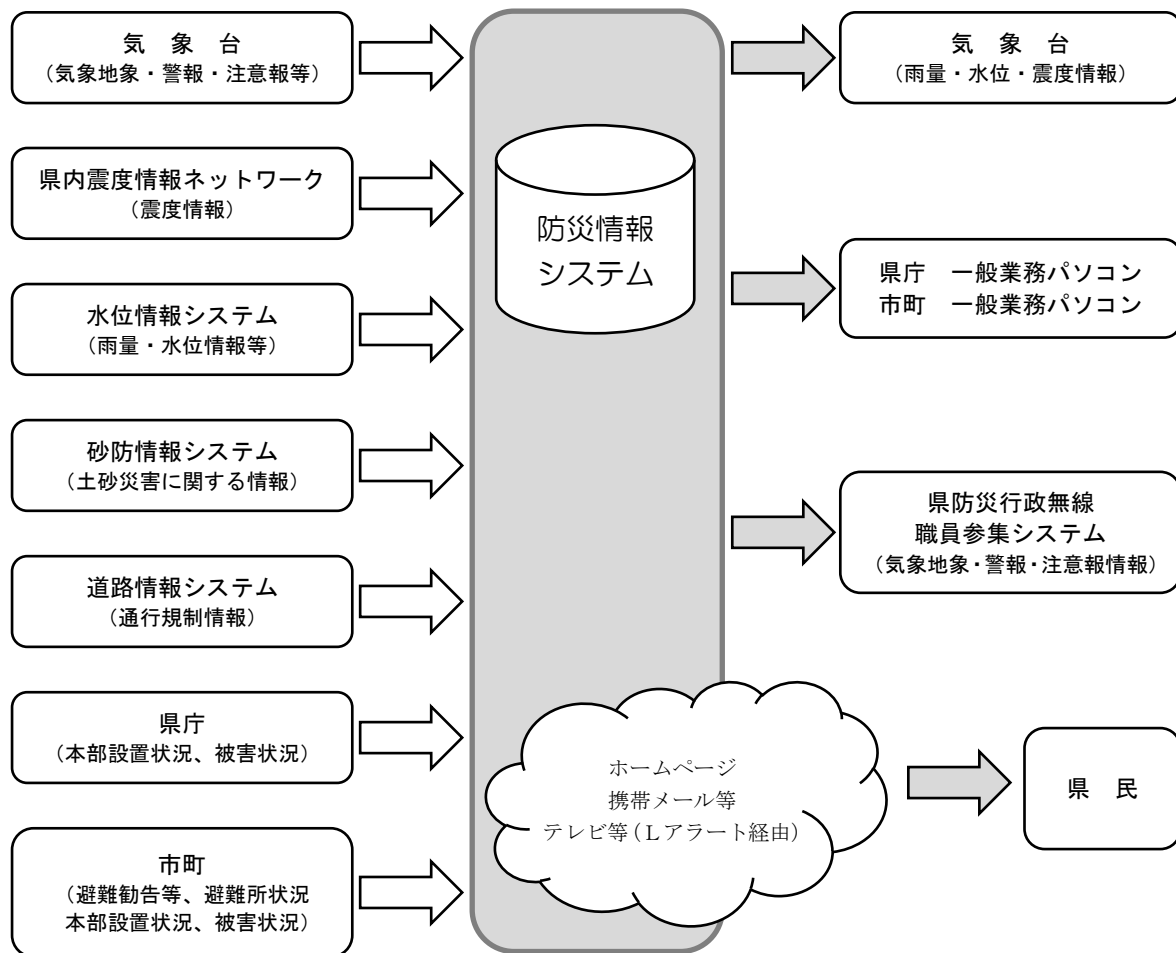 気　象　台
（気象地象・警報・注意報等）
県内震度情報ネットワーク
（震度情報）
水位情報システム
（雨量・水位情報等）
砂防情報システム
（土砂災害に関する情報）
道路情報システム
（通行規制情報）
県庁
（本部設置状況、被害状況）
市町
（避難勧告等、避難所状況
本部設置状況、被害状況）
防災情報
システム
ホームページ
携帯メール等
テレビ等（Ｌアラート経由）
気　象　台
（雨量・水位・震度情報）
県庁　一般業務パソコン
市町　一般業務パソコン
県防災行政無線
職員参集システム
（気象地象・警報・注意報情報）
県　民